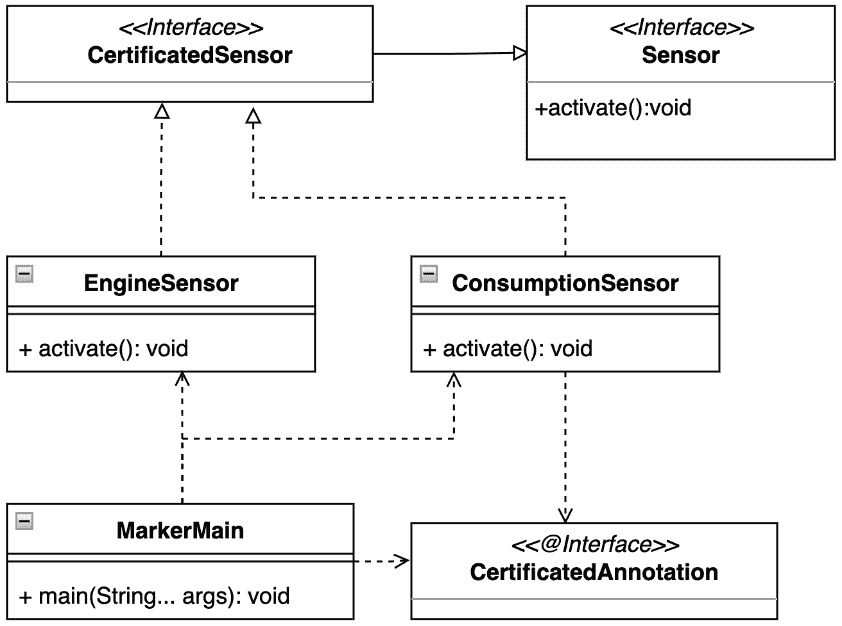 <<Interface>>
CertificatedSensor
<<Interface>>
Sensor
+activate():void
EngineSensor
+ activate(): void
ConsumptionSensor
+ activate(): void
MarkerMain
+ main(String... args): void
<<@Interface>>
CertificatedAnnotation